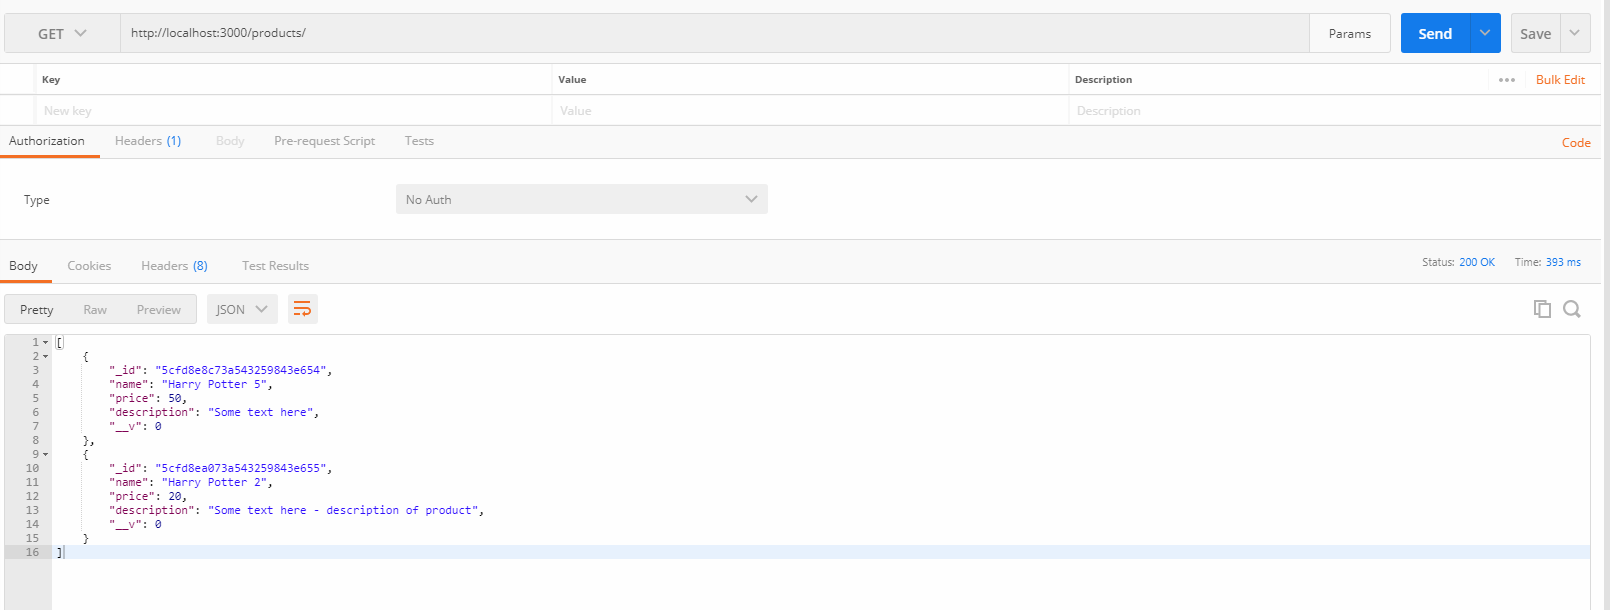 GET http://localhost:3000/products/ Params Send Save
Key Value Description Bulk Edit
New key Value Description
Authorization Headers (1) Body Pre-request Script Tests Code
Type No Auth
Body Cookies Headers (8) Test Results Status: 200 OK Time: 393 ms
Pretty Raw Preview JSON
1 [
2 {
3 "_id": "5cfd8e8c73a543259843e654",
4 "name": "Harry Potter 5",
5 "price": 50,
6 "description": "Some text here",
7 "__v": 0
8 },
9 {
10 "_id": "5cfd8ea073a543259843e655",
11 "name": "Harry Potter 2",
12 "price": 20,
13 "description": "Some text here - description of product",
14 "__v": 0
15 }
16 ]